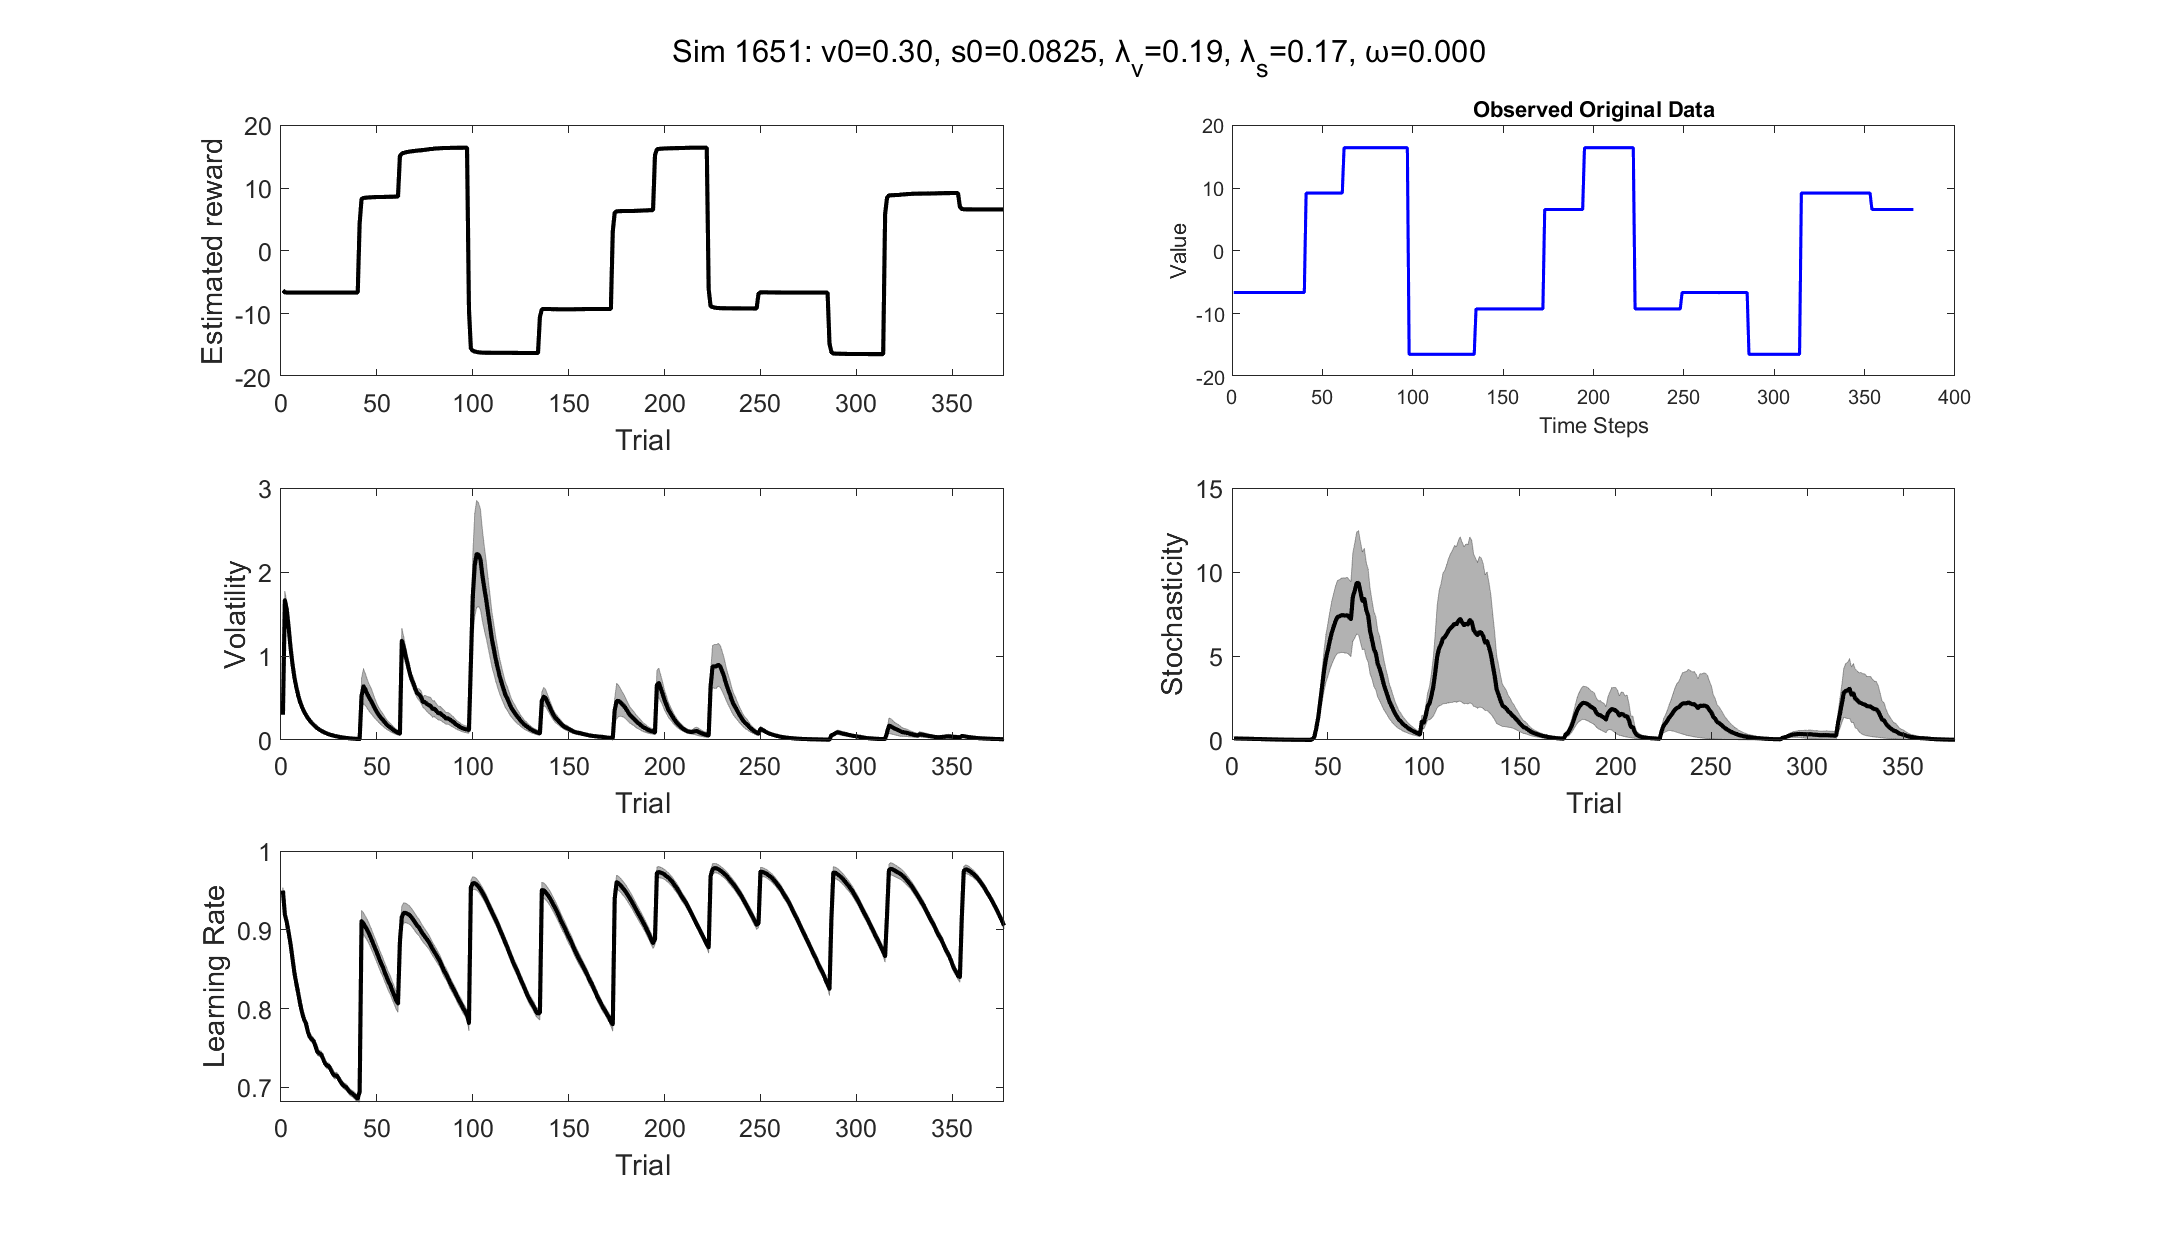 Sim 1651: v0=0.30, s0=0.0825, λv=0.19, λs=0.17, ω=0.000
Estimated reward
20
10
0
-10
-20
0 50 100 150 200 250 300 350
Trial
Observed Original Data
Value
20
10
0
-10
-20
0 50 100 150 200 250 300 350 400
Time Steps
Volatility
3
2
1
0
0 50 100 150 200 250 300 350
Trial
Stochasticity
15
10
5
0
0 50 100 150 200 250 300 350
Trial
Learning Rate
1
0.9
0.8
0.7
0 50 100 150 200 250 300 350
Trial